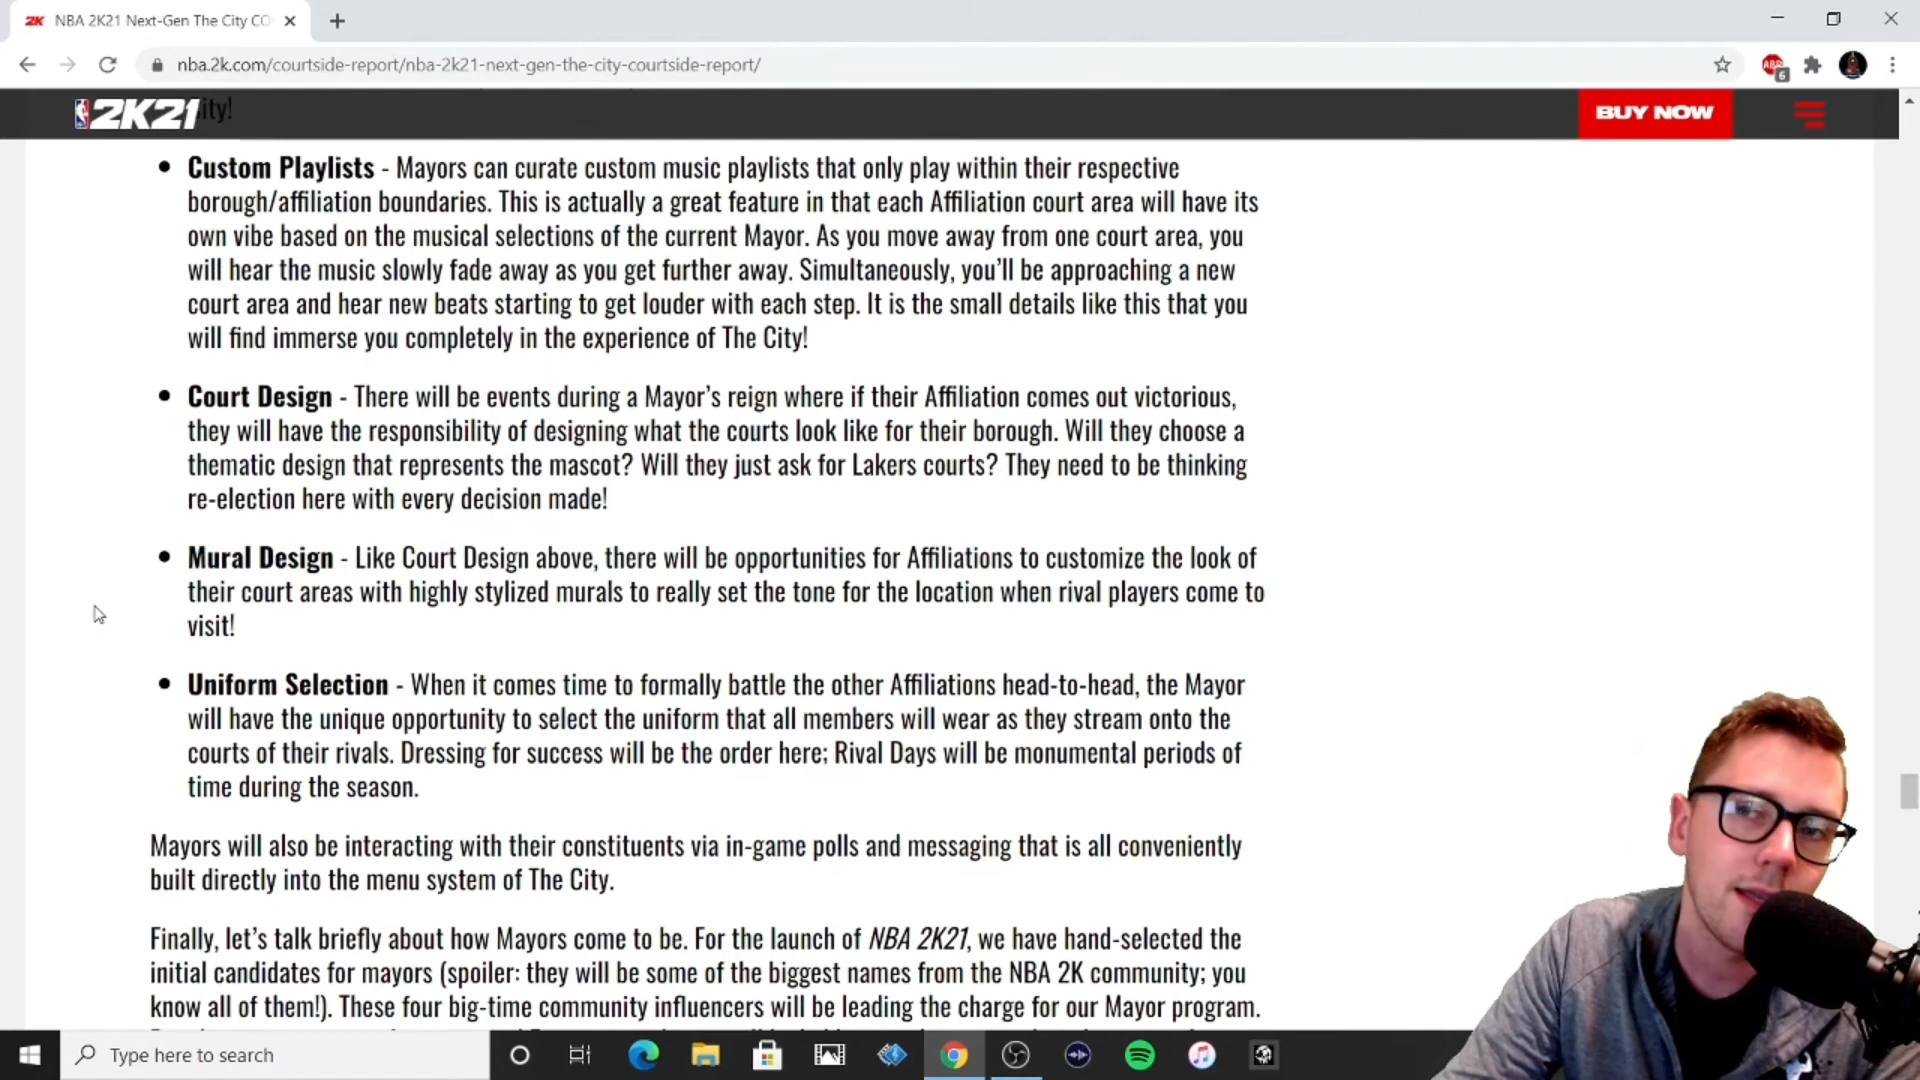 NBA 2K21 Next-Gen The City CO
nba.2k.com/courtside-report/nba-2k21-next-gen-the-city-courtside-report/
ABP
6
2K21
City!
BUY NOW
• Custom Playlists - Mayors can curate custom music playlists that only play within their respective
borough/affiliation boundaries. This is actually a great feature in that each Affiliation court area will have its
own vibe based on the musical selections of the current Mayor. As you move away from one court area, you
will hear the music slowly fade away as you get further away. Simultaneously, you'll be approaching a new
court area and hear new beats starting to get louder with each step. It is the small details like this that you
will find immerse you completely in the experience of The City!
• Court Design - There will be events during a Mayor's reign where if their Affiliation comes out victorious,
they will have the responsibility of designing what the courts look like for their borough. Will they choose a
thematic design that represents the mascot? Will they just ask for Lakers courts? They need to be thinking
re-election here with every decision made!
• Mural Design - Like Court Design above, there will be opportunities for Affiliations to customize the look of
their court areas with highly stylized murals to really set the tone for the location when rival players come to
visit!
• Uniform Selection - When it comes time to formally battle the other Affiliations head-to-head, the Mayor
will have the unique opportunity to select the uniform that all members will wear as they stream onto the
courts of their rivals. Dressing for success will be the order here; Rival Days will be monumental periods of
time during the season.
Mayors will also be interacting with their constituents via in-game polls and messaging that is all conveniently
built directly into the menu system of The City.
Finally, let's talk briefly about how Mayors come to be. For the launch of NBA 2K21, we have hand-selected the
initial candidates for mayors (spoiler: they will be some of the biggest names from the NBA 2K community; you
know all of them!). These four big-time community influencers will be leading the charge for our Mayor program.
Type here to search